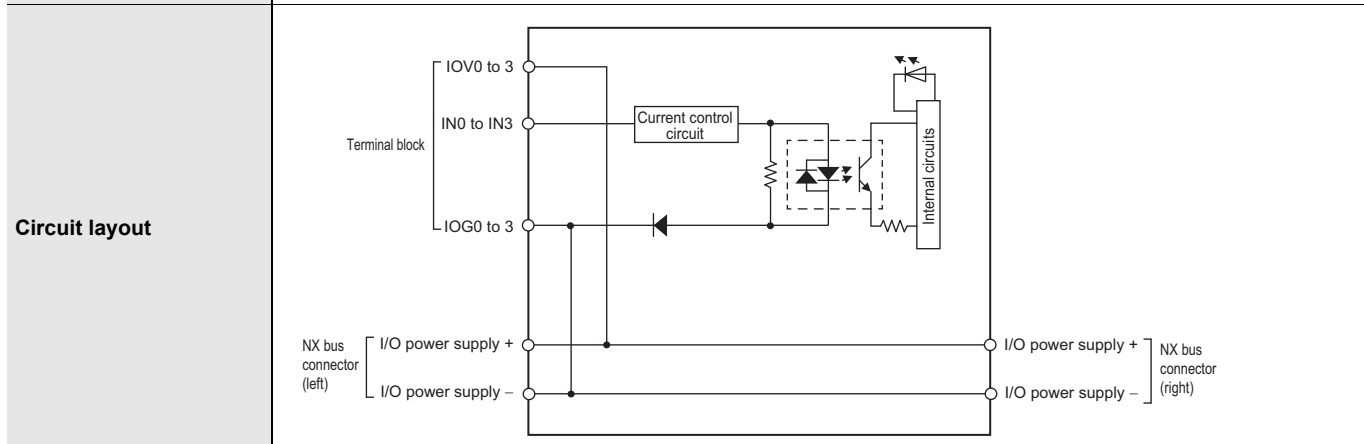 Circuit layout
Terminal block
IOV0 to 3
IN0 to IN3
IOG0 to 3
Current control
circuit
Internal circuits
NX bus
connector
(left)
I/O power supply +
I/O power supply −
I/O power supply +
I/O power supply −
NX bus
connector
(right)